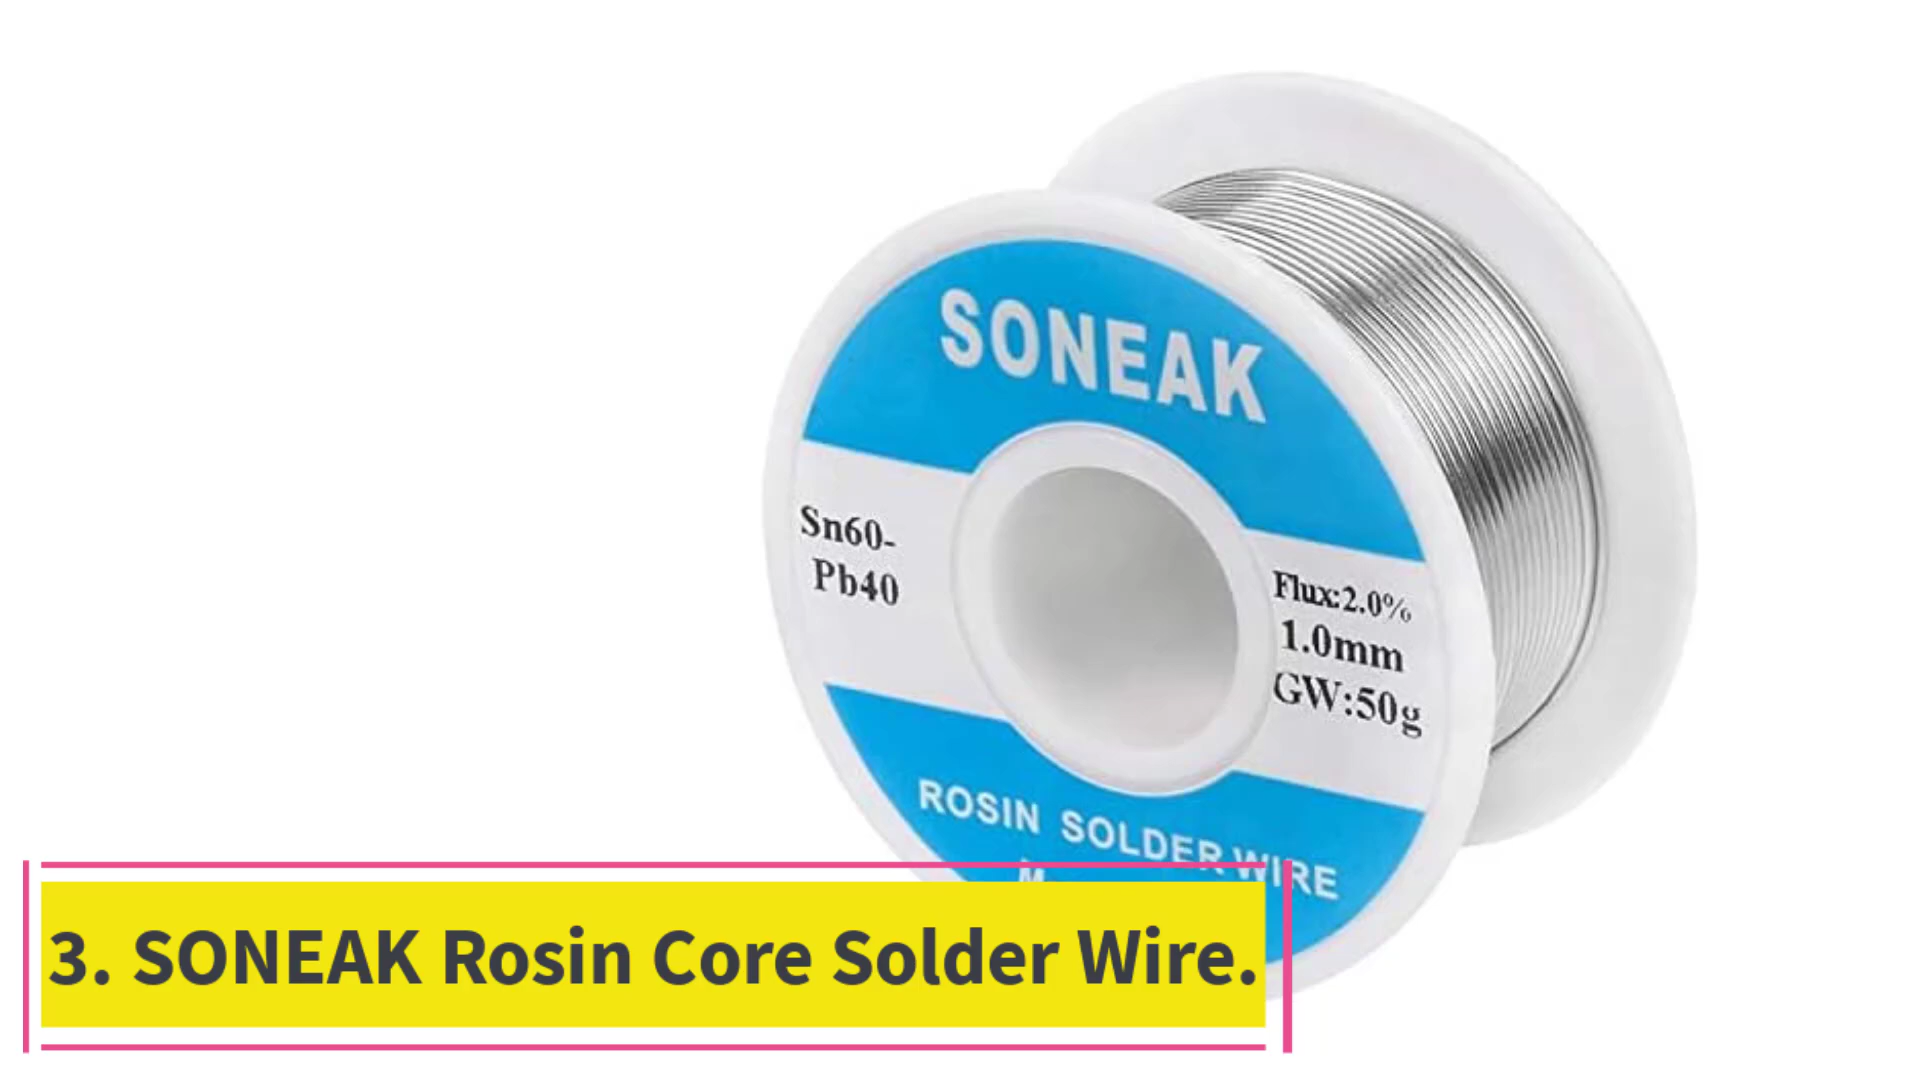 SONEAK
Sn60-
Pb40
Flux:2.0%
1.0mm
GW:50g
ROSIN SOLDER WIRE
3. SONEAK Rosin Core Solder Wire.